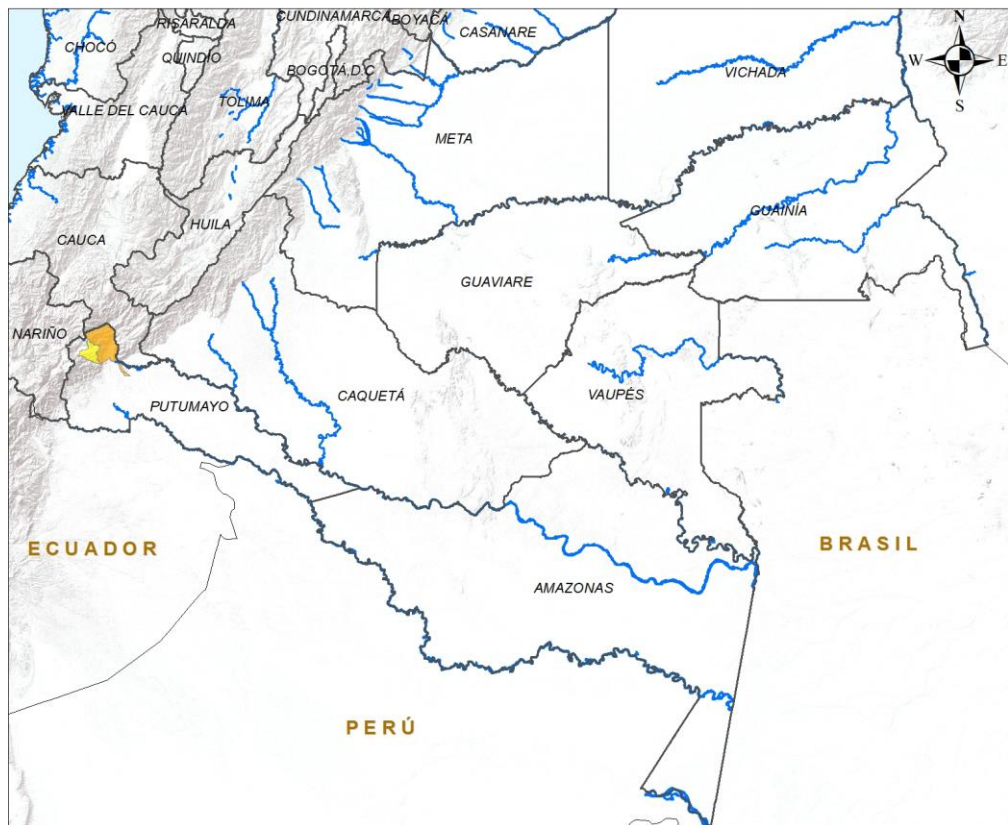 RISARALDA
CUNDINAMARCA
BOYACÁ
CASANARE
N
CHOCÓ
QUINDIO
BOGOTÁ D.C
W
E
VICHADA
TOLIMA
VALLE DEL CAUCA
S
META
GUAINÍA
HUILA
CAUCA
GUAVIARE
NARIÑO
CAQUETÁ
VAUPÉS
PUTUMAYO
ECUADOR
BRASIL
AMAZONAS
PERÚ